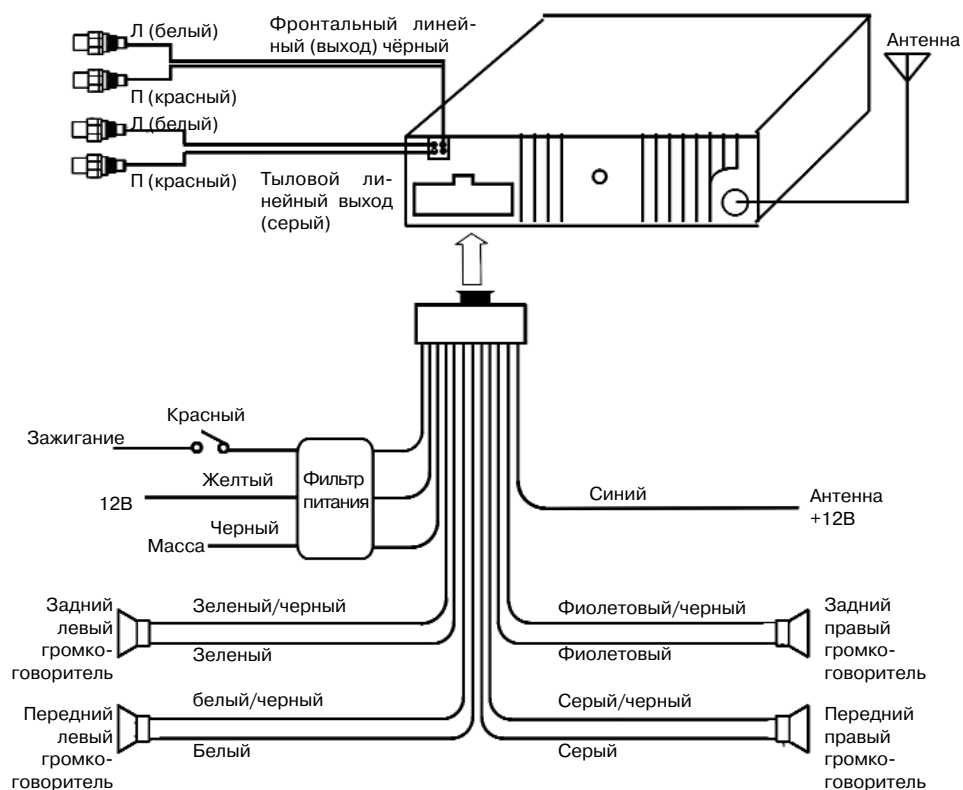 Л (белый)
Фронтальный линей-
ный (выход) чёрный
П (красный)
Л (белый)
П (красный)
Тыловой ли-
нейный выход
(серый)
Антенна
Красный
Зажигание
Желтый
12В
Черный
Масса
Фильтр
питания
Синий
Антенна
+12В
Задний
левый
громко-
говоритель
Зеленый/черный
Зеленый
Фиолетовый/черный
Фиолетовый
Задний
правый
громко-
говоритель
Передний
левый
громко-
говоритель
белый/черный
Белый
Серый/черный
Серый
Передний
правый
громко-
говоритель